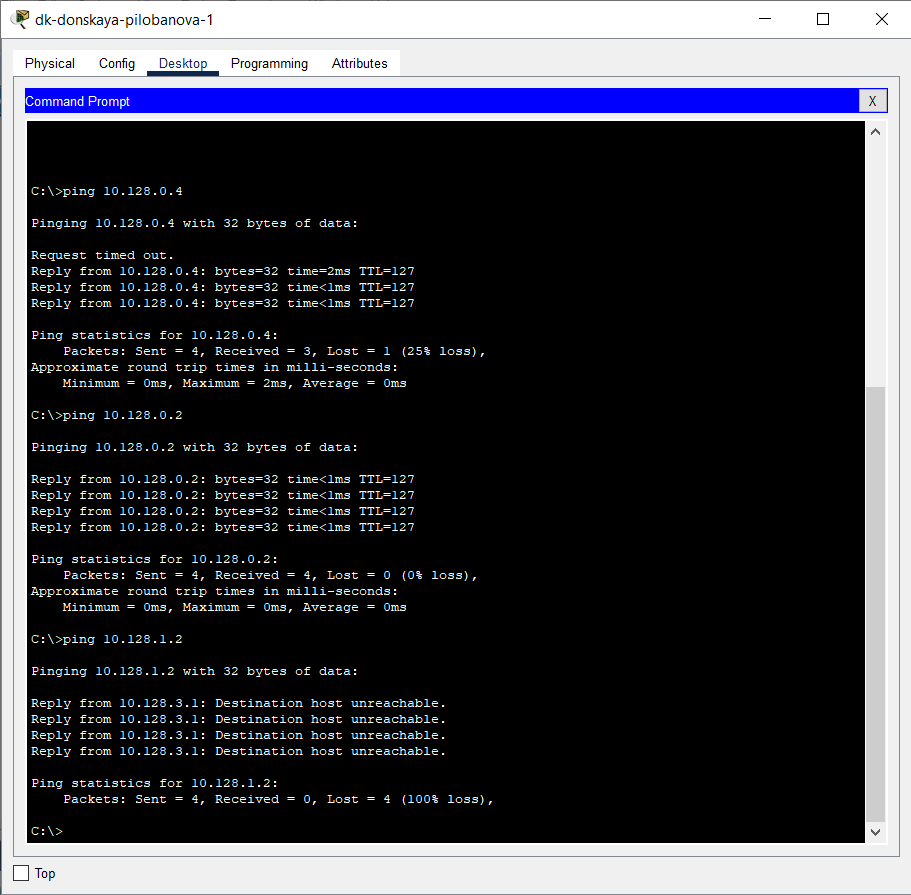 dk-donskaya-pilobanova-1
Physical Config Desktop Programming Attributes
Command Prompt X
C:\>ping 10.128.0.4
Pinging 10.128.0.4 with 32 bytes of data:
Request timed out.
Reply from 10.128.0.4: bytes=32 time=2ms TTL=127
Reply from 10.128.0.4: bytes=32 time<1ms TTL=127
Reply from 10.128.0.4: bytes=32 time<1ms TTL=127
Ping statistics for 10.128.0.4:
    Packets: Sent = 4, Received = 3, Lost = 1 (25% loss),
Approximate round trip times in milli-seconds:
    Minimum = 0ms, Maximum = 2ms, Average = 0ms
C:\>ping 10.128.0.2
Pinging 10.128.0.2 with 32 bytes of data:
Reply from 10.128.0.2: bytes=32 time<1ms TTL=127
Reply from 10.128.0.2: bytes=32 time<1ms TTL=127
Reply from 10.128.0.2: bytes=32 time<1ms TTL=127
Reply from 10.128.0.2: bytes=32 time<1ms TTL=127
Ping statistics for 10.128.0.2:
    Packets: Sent = 4, Received = 4, Lost = 0 (0% loss),
Approximate round trip times in milli-seconds:
    Minimum = 0ms, Maximum = 0ms, Average = 0ms
C:\>ping 10.128.1.2
Pinging 10.128.1.2 with 32 bytes of data:
Reply from 10.128.3.1: Destination host unreachable.
Reply from 10.128.3.1: Destination host unreachable.
Reply from 10.128.3.1: Destination host unreachable.
Reply from 10.128.3.1: Destination host unreachable.
Ping statistics for 10.128.1.2:
    Packets: Sent = 4, Received = 0, Lost = 4 (100% loss),
C:\>
Top